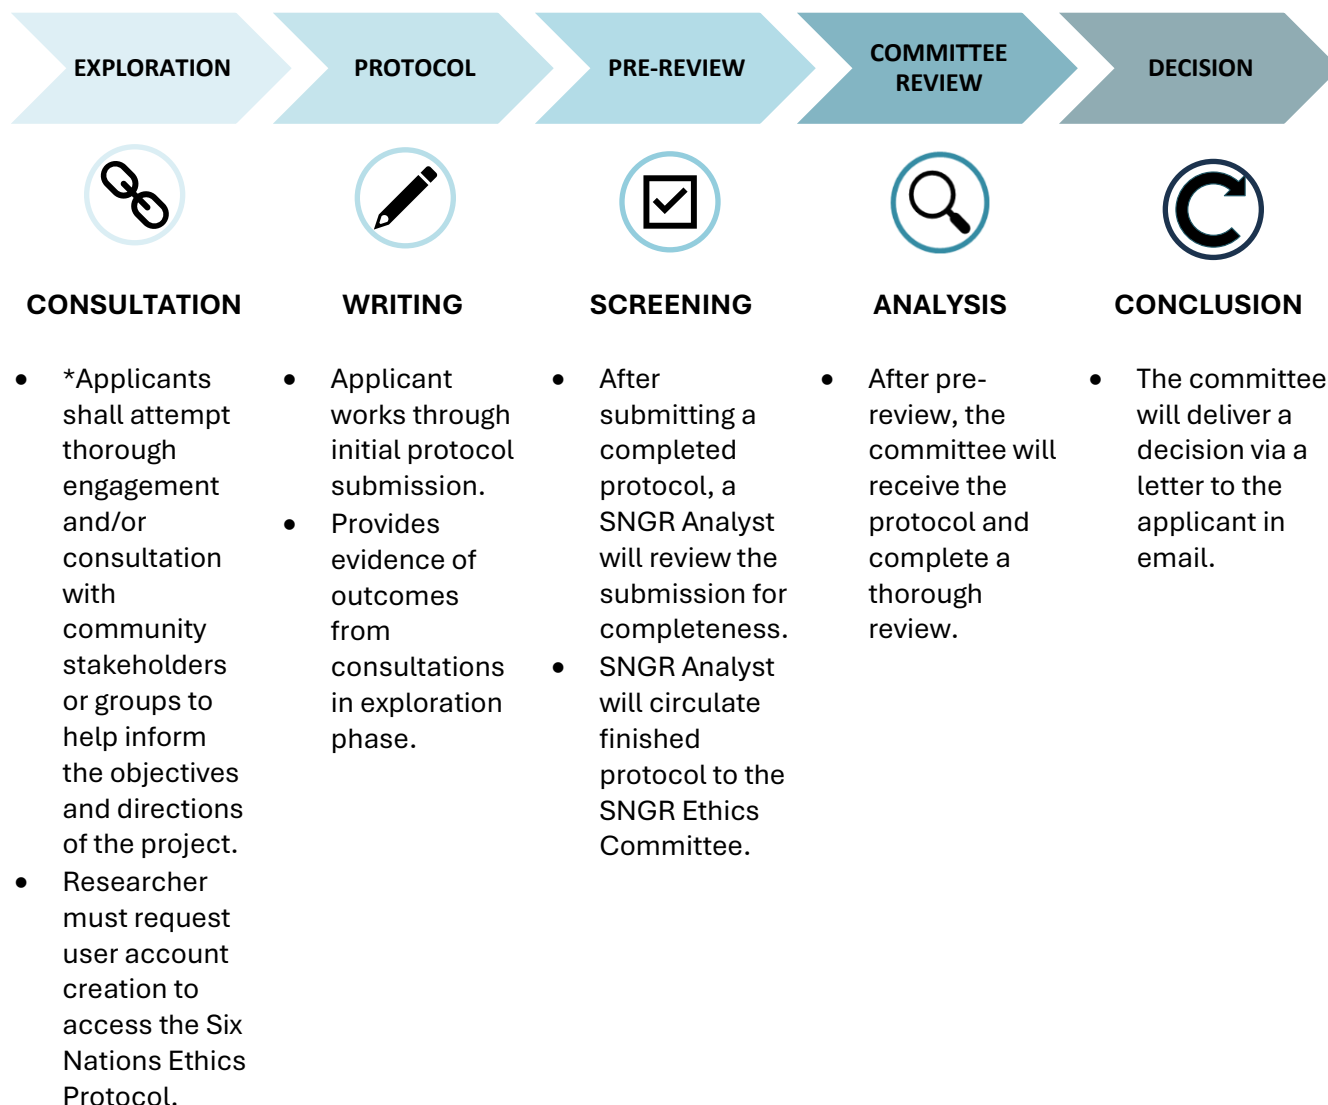 EXPLORATION
PROTOCOL
PRE-REVIEW
COMMITTEE
REVIEW
DECISION
CONSULTATION
WRITING
SCREENING
ANALYSIS
CONCLUSION
• *Applicants
shall attempt
thorough
engagement
and/or
consultation
with
community
stakeholders
or groups to
help inform
the objectives
and directions
of the project.
• Researcher
must request
user account
creation to
access the Six
Nations Ethics
Protocol.
• Applicant
works through
initial protocol
submission.
• Provides
evidence of
outcomes
from
consultations
in exploration
phase.
• After
submitting a
completed
protocol, a
SNGR Analyst
will review the
submission for
completeness.
• SNGR Analyst
will circulate
finished
protocol to the
SNGR Ethics
Committee.
• After pre-
review, the
committee will
receive the
protocol and
complete a
thorough
review.
• The committee
will deliver a
decision via a
letter to the
applicant in
email.